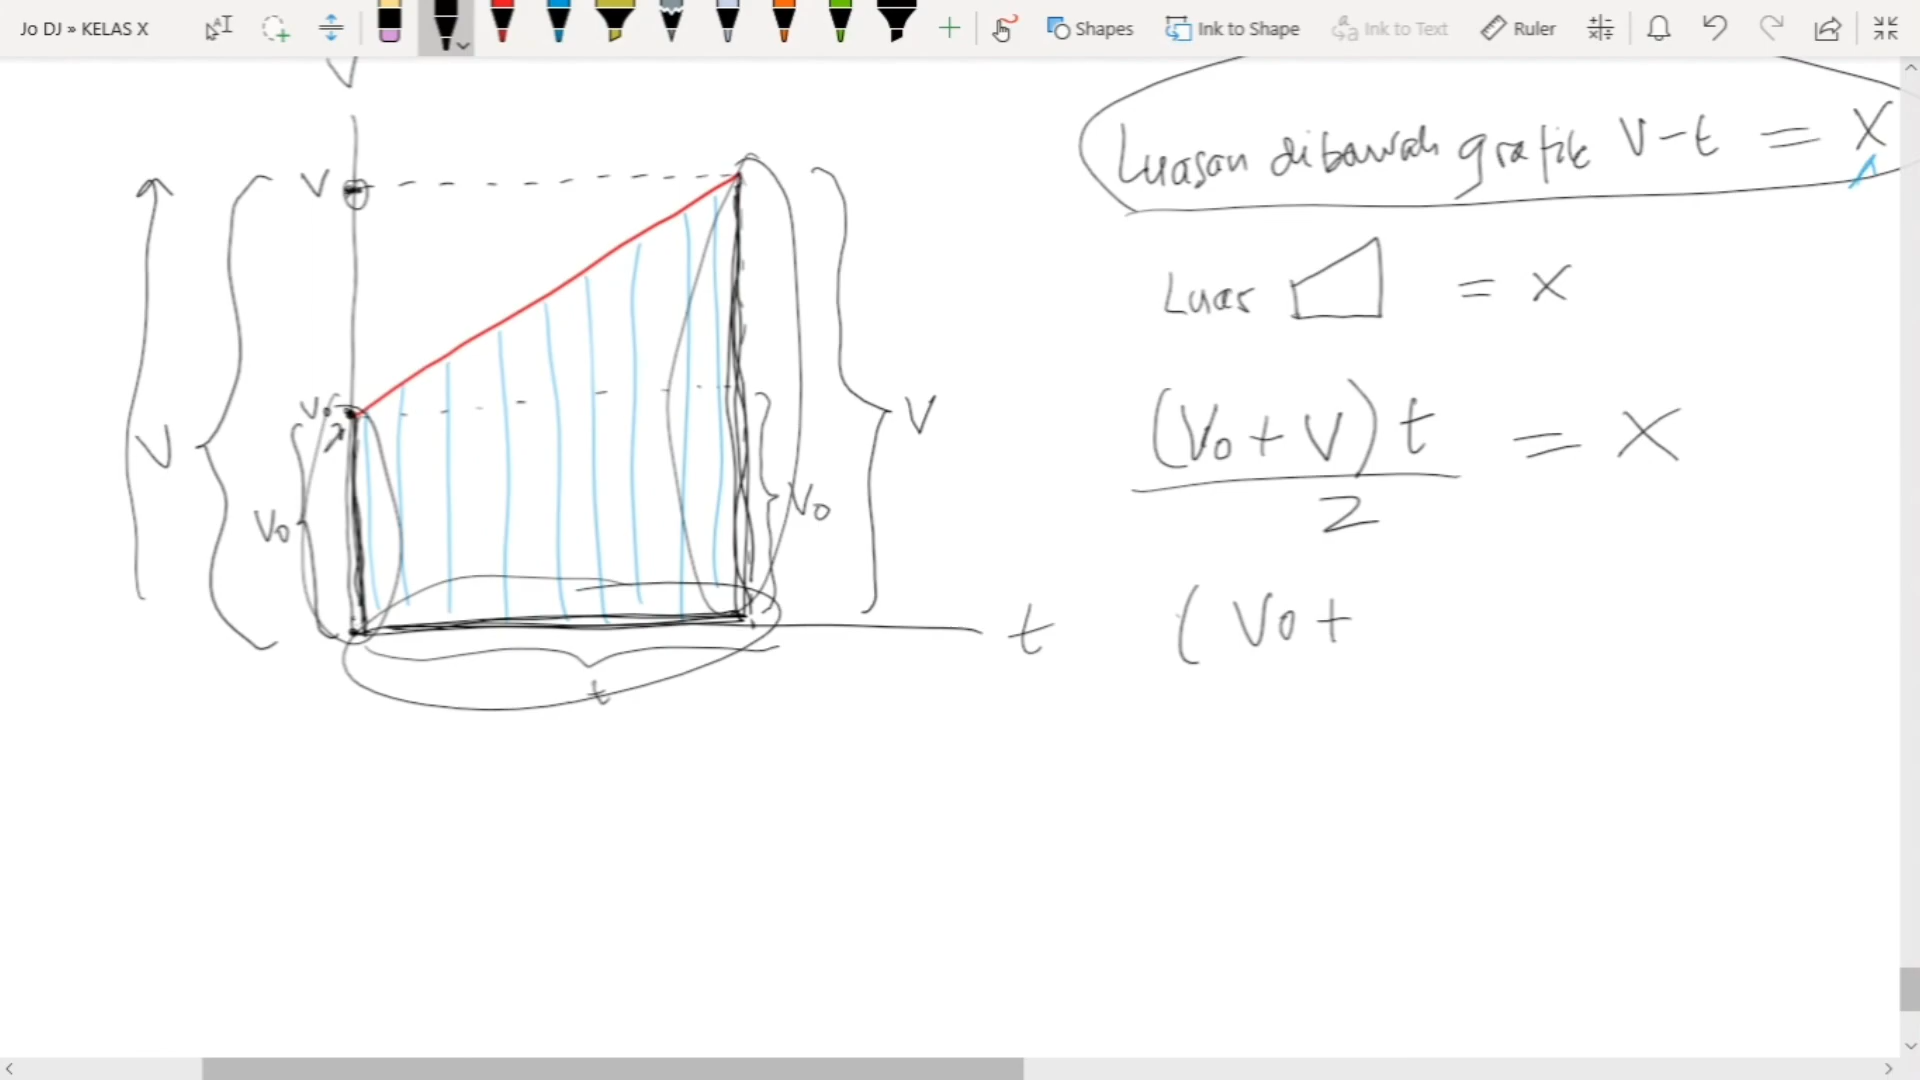 Jo DJ » KELAS X
Shapes
Ink to Shape
Ink to Text
Ruler
V
V
V
V0
V
V0
V0
V
t
t
Luasan dibawah grafik V-t = X
Luas = X
(V0 + V) t = X
2
( V0 +